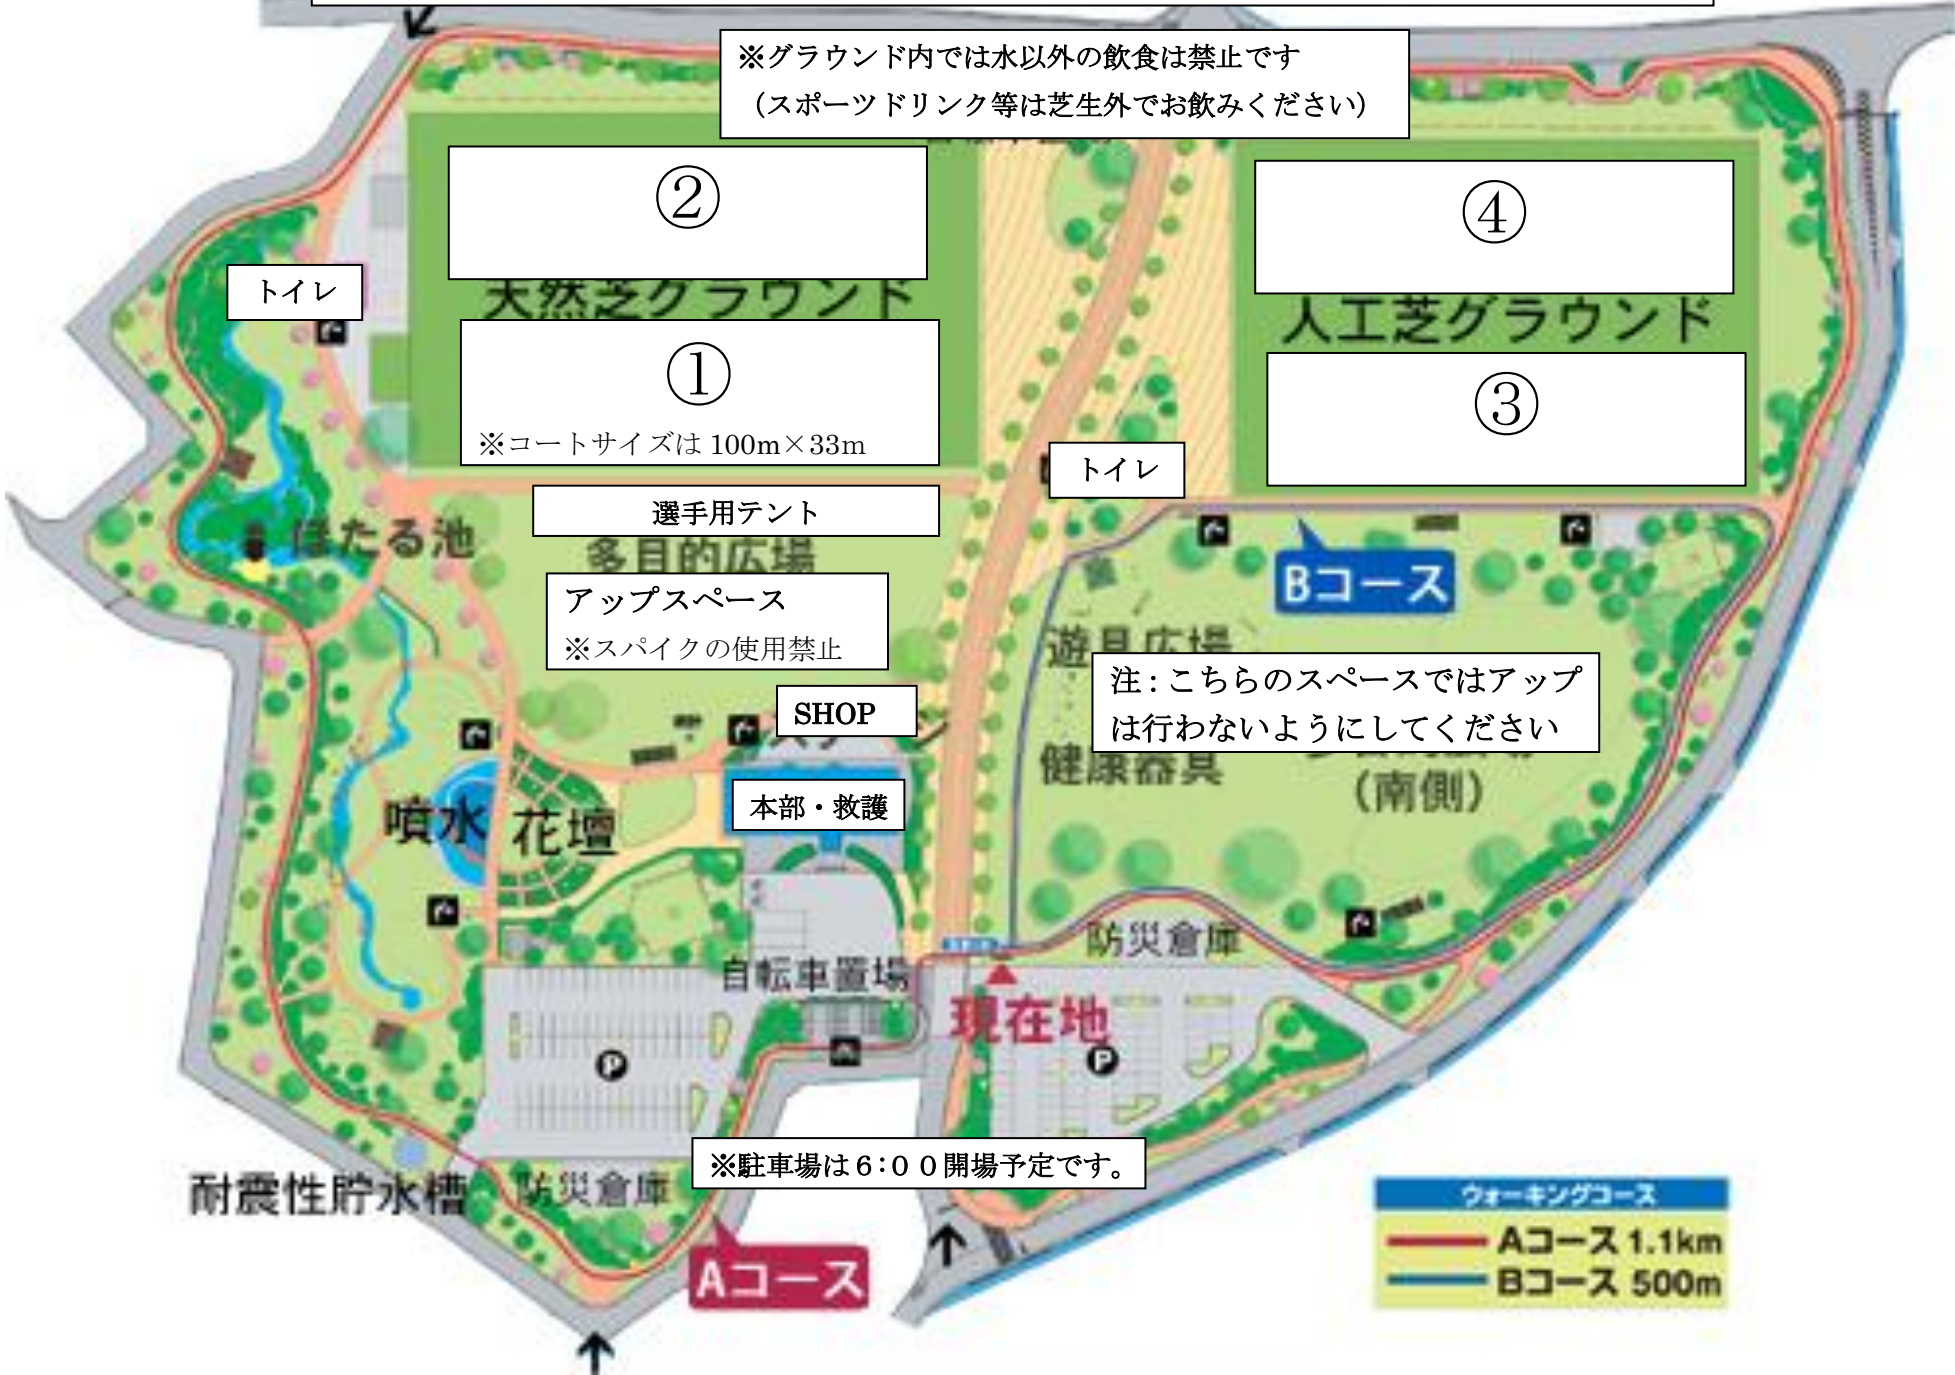 ※グラウンド内では水以外の飲食は禁止です
（スポーツドリンク等は芝生外でお飲みください）
②
④
トイレ
天然芝グラウンド
人工芝グラウンド
①
※コートサイズは 100m×33m
③
トイレ
選手用テント
ほたる池
多目的広場
Bコース
アップスペース
※スパイクの使用禁止
遊具広場
注：こちらのスペースではアップ
は行わないようにしてください
SHOP
健康器具
（南側）
本部・救護
噴水
花壇
防災倉庫
自転車置場
現在地
P
P
※駐車場は６:００開場予定です。
耐震性貯水槽
防災倉庫
ウォーキングコース
Aコース 1.1km
Bコース 500m
Aコース